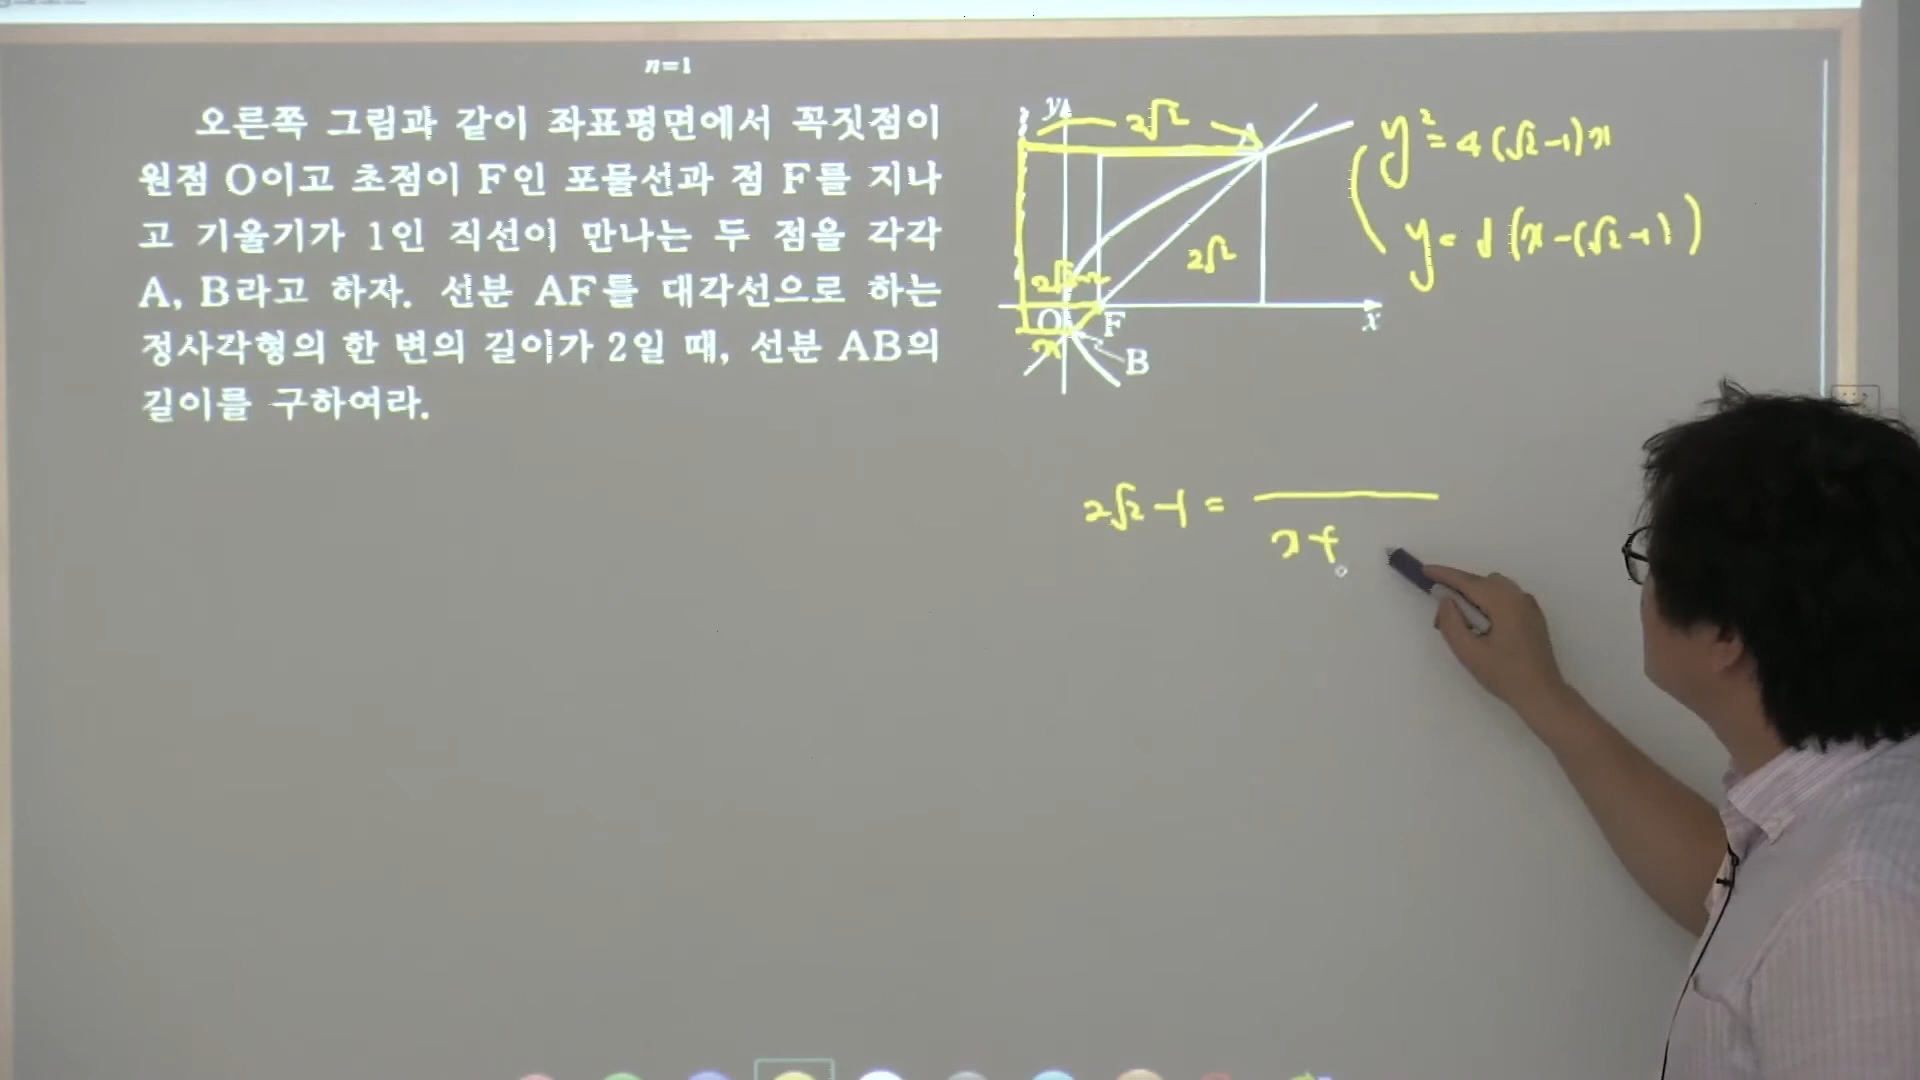 n=1
오른쪽 그림과 같이 좌표평면에서 꼭짓점이
원점 O이고 초점이 F인 포물선과 점 F를 지나
고 기울기가 1인 직선이 만나는 두 점을 각각
A, B라고 하자. 선분 AF를 대각선으로 하는
정사각형의 한 변의 길이가 2일 때, 선분 AB의
길이를 구하여라.
y
2√2
A
2√2
2√2-2
O
F
x
x
B
y²=4(√2-1)x
y=1(x-(√2-1))
2√2-1=
x+